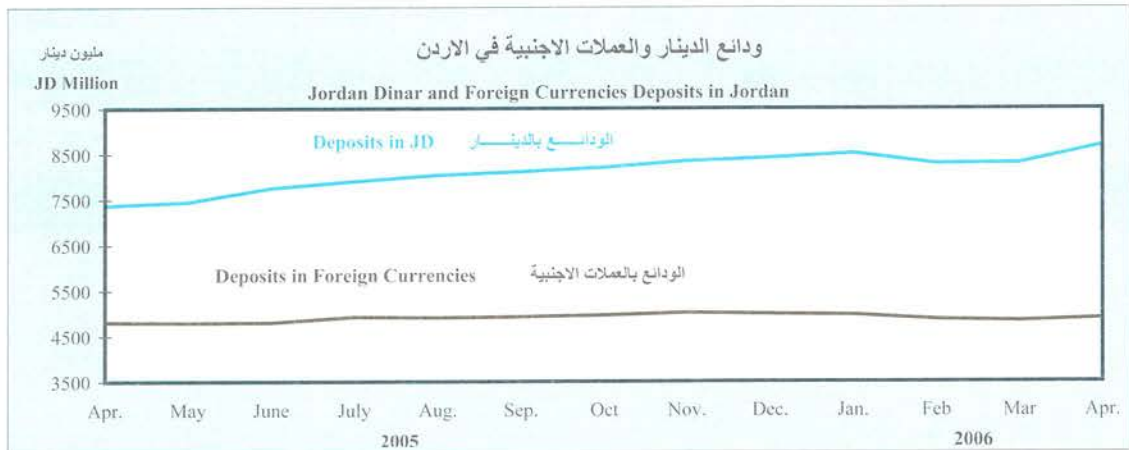 ودائع الدينار والعملات الاجنبية في الاردن
مليون دينار
JD Million
Jordan Dinar and Foreign Currencies Deposits in Jordan
9500
Deposits in JD الودائـــــع بالدينـــــار
8500
7500
6500
Deposits in Foreign Currencies الودائع بالعملات الاجنبية
5500
4500
3500
Apr. May June July Aug. Sep. Oct Nov. Dec. Jan. Feb Mar Apr.
2005 2006